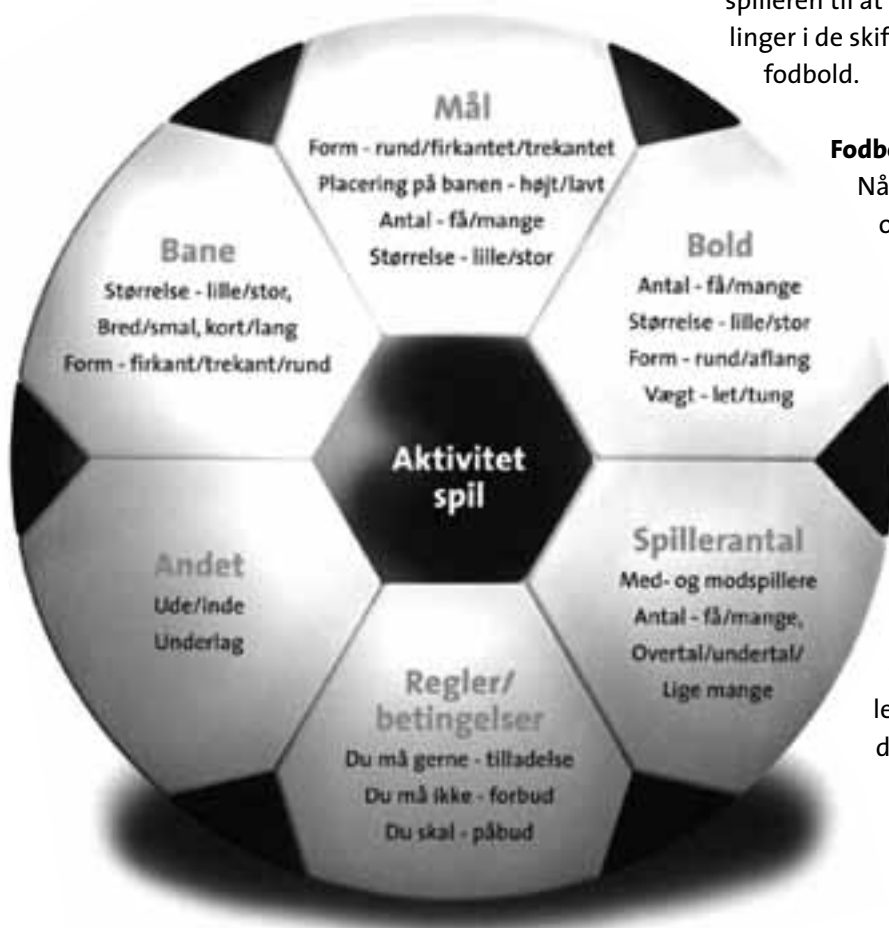 spilleren til at
linger i de skif
fodbold.
Fodbo
Nå
o
le
d
Mål
Form - rund/firkantet/trekantet
Placering på banen - højt/lavt
Antal - få/mange
Størrelse - lille/stor
Bold
Antal - få/mange
Størrelse - lille/stor
Form - rund/aflang
Vægt - let/tung
Bane
Størrelse - lille/stor,
Bred/smal, kort/lang
Form - firkant/trekant/rund
Aktivitet
spil
Spillerantal
Med- og modspillere
Antal - få/mange,
Overtal/undertal/
Lige mange
Andet
Ude/inde
Underlag
Regler/
betingelser
Du må gerne - tilladelse
Du må ikke - forbud
Du skal - påbud